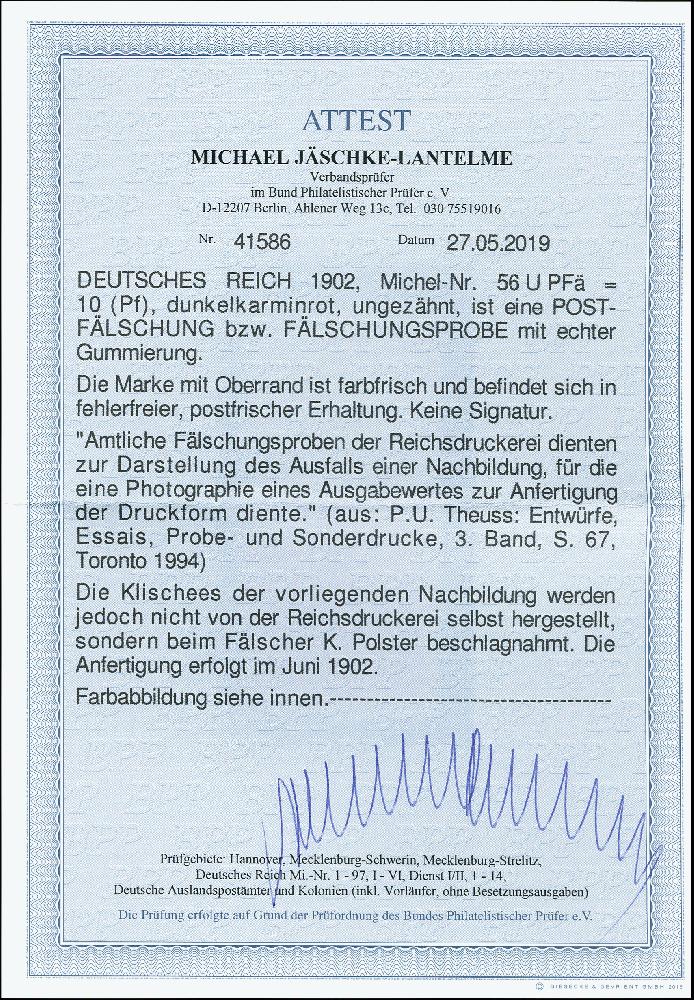 ATTEST
MICHAEL JÄSCHKE-LANTELME
Verbandsprüfer
im Bund Philatelistischer Prüfer e. V
D-12207 Berlin, Ahlener Weg 13c, Tel. 030 75519016
Nr. 41586 Datum 27.05.2019
DEUTSCHES REICH 1902, Michel-Nr. 56 U PFä =
10 (Pf), dunkelkarminrot, ungezähnt, ist eine POST-
FÄLSCHUNG bzw. FÄLSCHUNGSPROBE mit echter
Gummierung.
Die Marke mit Oberrand ist farbfrisch und befindet sich in
fehlerfreier, postfrischer Erhaltung. Keine Signatur.
"Amtliche Fälschungsproben der Reichsdruckerei dienten
zur Darstellung des Ausfalls einer Nachbildung, für die
eine Photographie eines Ausgabewertes zur Anfertigung
der Druckform diente." (aus: P.U. Theuss: Entwürfe,
Essais, Probe- und Sonderdrucke, 3. Band, S. 67,
Toronto 1994)
Die Klischees der vorliegenden Nachbildung werden
jedoch nicht von der Reichsdruckerei selbst hergestellt,
sondern beim Fälscher K. Polster beschlagnahmt. Die
Anfertigung erfolgt im Juni 1902.
Farbabbildung siehe innen.-----------------------------------
Prüfgebiete: Hannover, Mecklenburg-Schwerin, Mecklenburg-Strelitz,
Deutsches Reich Mi.-Nr. 1 - 97, I - VI, Dienst I/II, 1 - 14,
Deutsche Auslandspostämter und Kolonien (inkl. Vorläufer, ohne Besetzungsausgaben)
Die Prüfung erfolgte auf Grund der Prüfordnung des Bundes Philatelistischer Prüfer e.V.
GIESECKE & DEVRIENT GMBH